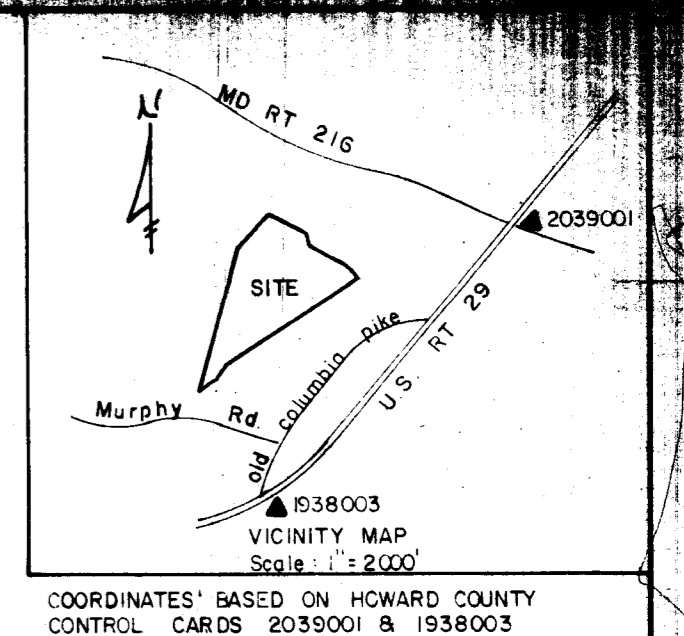 MD RT 216
N
2039001
SITE
U.S. RT 29
old columbia pike
Murphy Rd.
1938003
VICINITY MAP
Scale : 1" = 2000'
COORDINATES' BASED ON HOWARD COUNTY
CONTROL CARDS 2039001 & 1938003